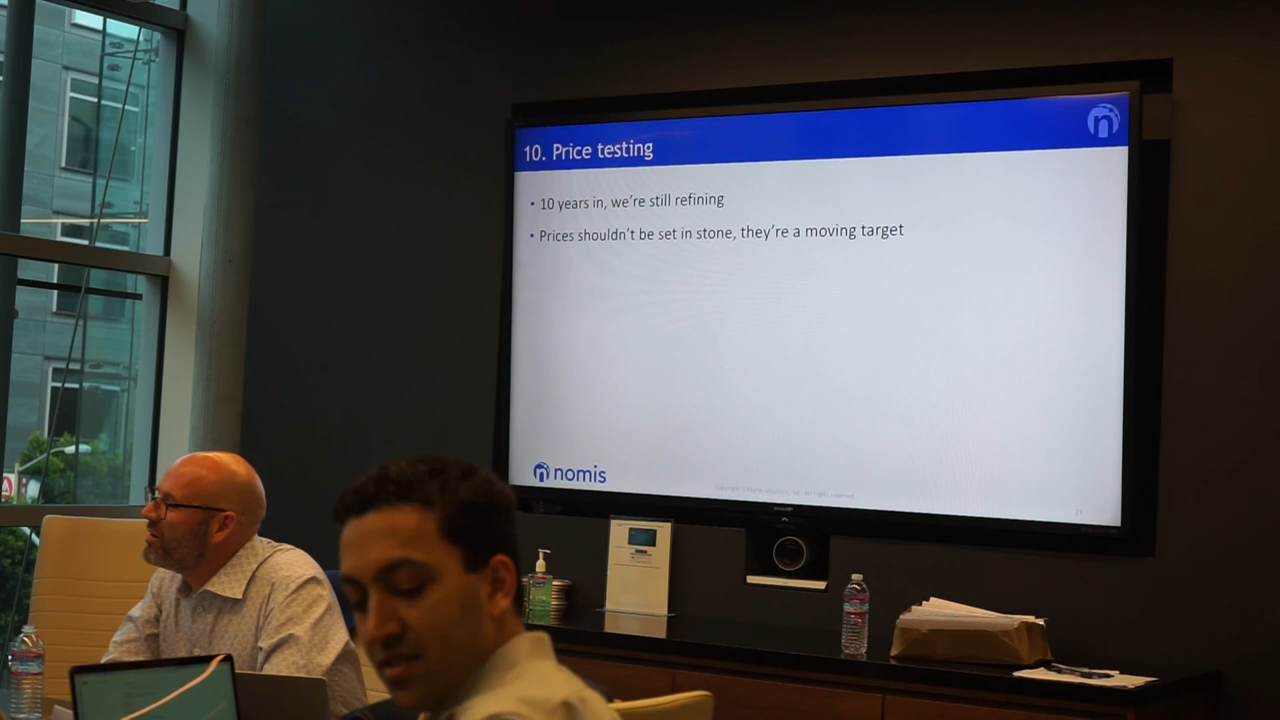 10. Price testing
• 10 years in, we're still refining
• Prices shouldn't be set in stone, they're a moving target
nomis
21